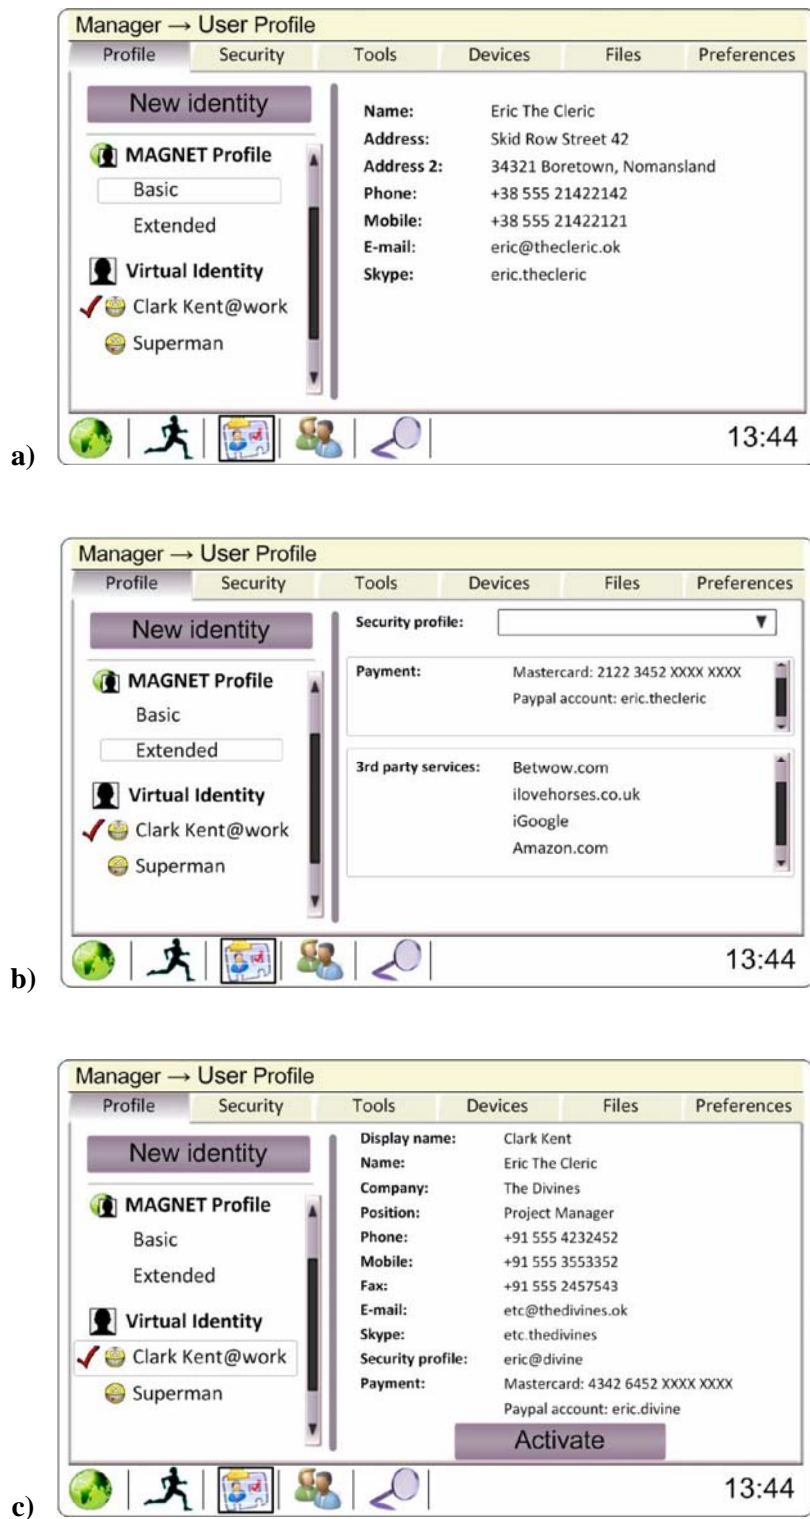 Manager → User Profile
Profile Security Tools Devices Files Preferences
New identity
MAGNET Profile
Basic
Extended
Virtual Identity
Clark Kent@work
Superman
Name: Eric The Cleric
Address: Skid Row Street 42
Address 2: 34321 Boretown, Nomansland
Phone: +38 555 21422142
Mobile: +38 555 21422121
E-mail: eric@thecleric.ok
Skype: eric.thecleric
13:44
a)
Manager → User Profile
Profile Security Tools Devices Files Preferences
New identity
MAGNET Profile
Basic
Extended
Virtual Identity
Clark Kent@work
Superman
Security profile:
Payment: Mastercard: 2122 3452 XXXX XXXX
Paypal account: eric.thecleric
3rd party services: Betwow.com
ilovehorses.co.uk
iGoogle
Amazon.com
13:44
b)
Manager → User Profile
Profile Security Tools Devices Files Preferences
New identity
MAGNET Profile
Basic
Extended
Virtual Identity
Clark Kent@work
Superman
Display name: Clark Kent
Name: Eric The Cleric
Company: The Divines
Position: Project Manager
Phone: +91 555 4232452
Mobile: +91 555 3553352
Fax: +91 555 2457543
E-mail: etc@thedivines.ok
Skype: etc.thedivines
Security profile: eric@divine
Payment: Mastercard: 4342 6452 XXXX XXXX
Paypal account: eric.divine
Activate
13:44
c)